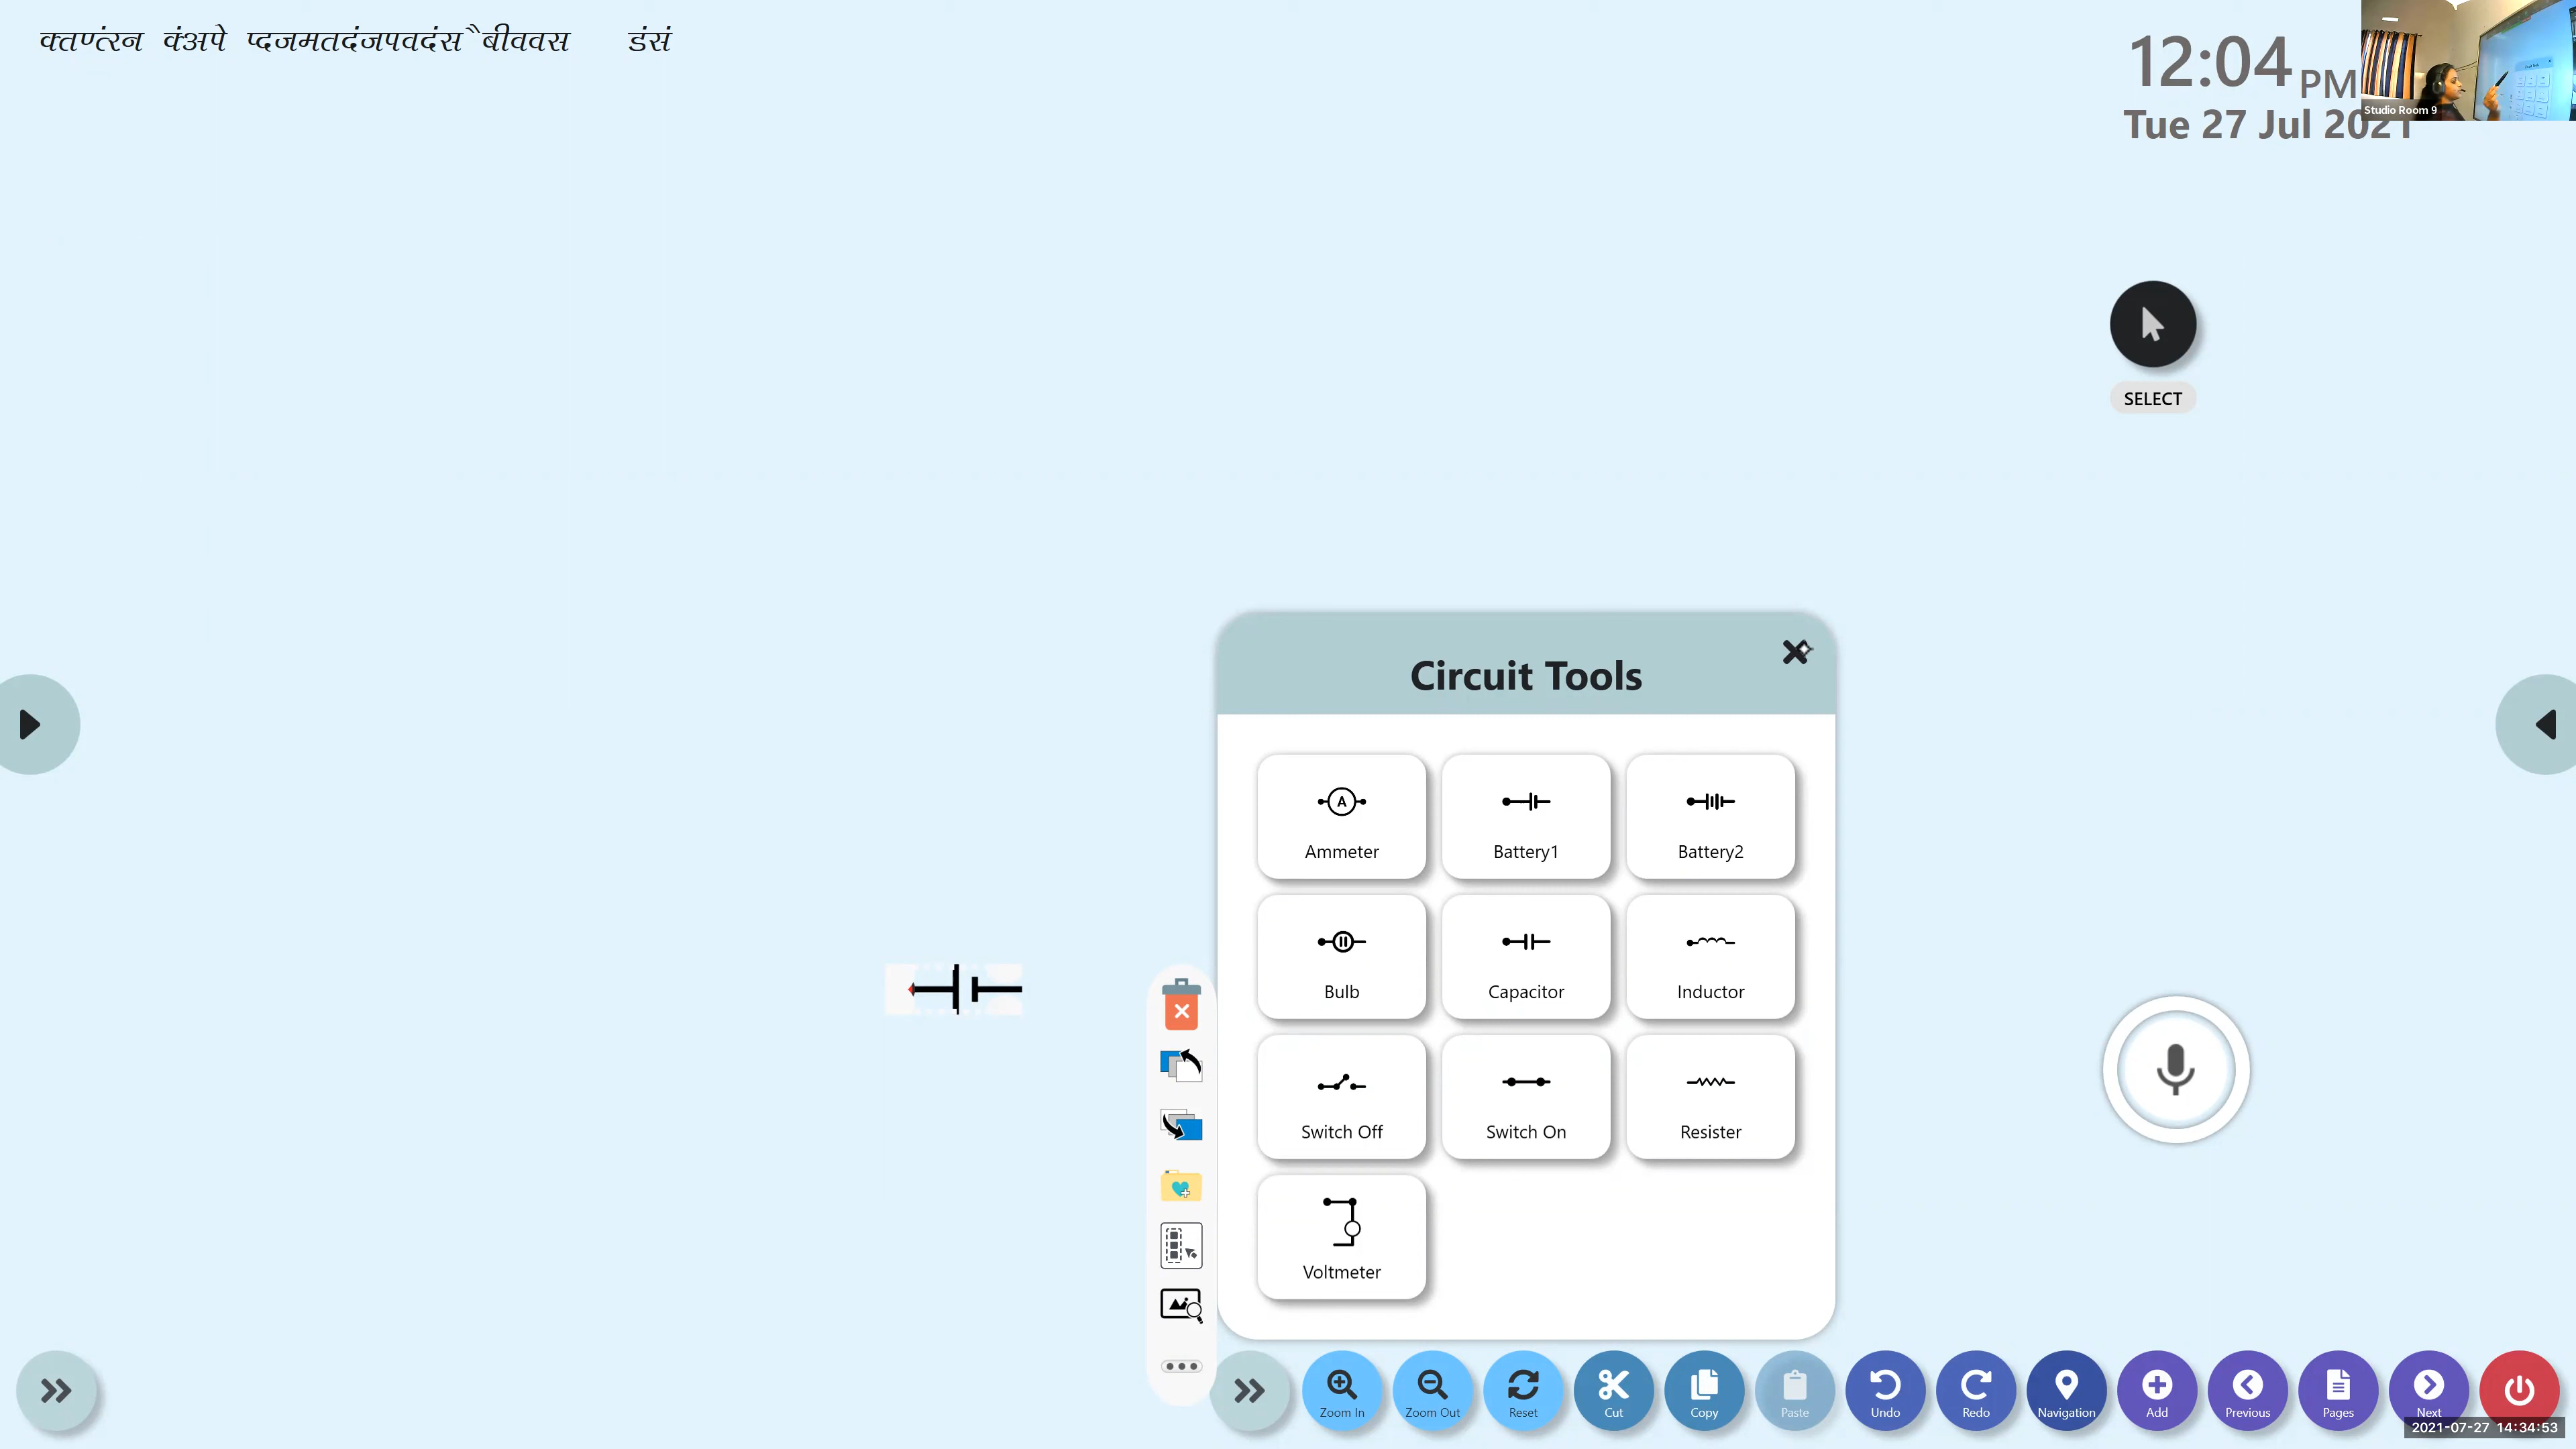 क्तण्त्ंरन क्ंअपे प्दजमतदंजपवदंस ैबीववस डंसं
12:04 PM
Tue 27 Jul 2021
Studio Room 9
SELECT
Circuit Tools
A
Ammeter
Battery1
Battery2
Bulb
Capacitor
Inductor
Switch Off
Switch On
Resister
Voltmeter
Zoom In
Zoom Out
Reset
Cut
Copy
Paste
Undo
Redo
Navigation
Add
Previous
Pages
Next
2021-07-27 14:34:53